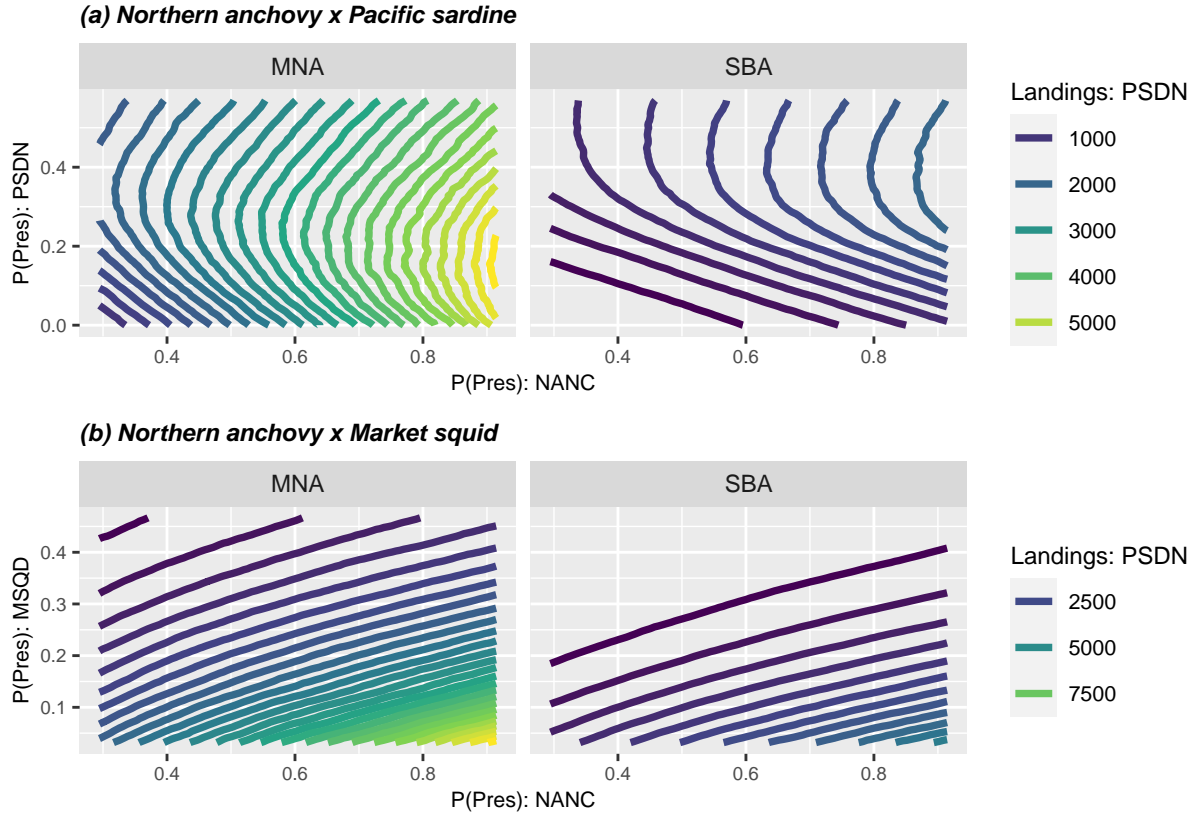 (a) Northern anchovy x Pacific sardine
MNA
SBA
P(Pres): PSDN
0.4
0.2
0.0
0.4
0.6
0.8
0.4
0.6
0.8
P(Pres): NANC
Landings: PSDN
1000
2000
3000
4000
5000
(b) Northern anchovy x Market squid
MNA
SBA
P(Pres): MSQD
0.4
0.3
0.2
0.1
0.4
0.6
0.8
0.4
0.6
0.8
P(Pres): NANC
Landings: PSDN
2500
5000
7500